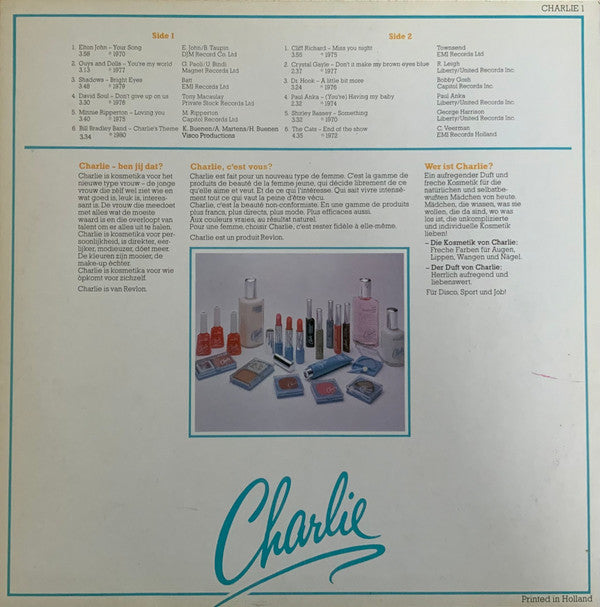 CHARLIE 1
Side 1
1. Elton John – Your Song E. John/B. Taupin
3.58 ℗ 1970 DJM Record Co. Ltd
2. Guys and Dolls – You're my world G. Paoli/U. Bindi
3.13 ℗ 1977 Magnet Records Ltd
3. Shadows – Bright Eyes Batt
3.48 ℗ 1979 EMI Records Ltd
4. David Soul – Don't give up on us Tony Macaulay
3.30 ℗ 1976 Private Stock Records Ltd
5. Minnie Ripperton – Loving you M. Ripperton
3.40 ℗ 1975 Capitol Records Ltd
6. Bill Bradley Band – Charlie's Theme K. Buenen/A. Martens/H. Buenen
3.34 ℗ 1980 Visco Productions
Side 2
1. Cliff Richard – Miss you night Townsend
3.56 ℗ 1975 EMI Records Ltd
2. Crystal Gayle – Don't it make my brown eyes blue R. Leigh
2.37 ℗ 1977 Liberty/United Records Inc.
3. Dr. Hook – A little bit more Bobby Gosh
3.24 ℗ 1976 Capitol Records Inc
4. Paul Anka – (You're) Having my baby Paul Anka
2.32 ℗ 1974 Liberty/United Records Inc.
5. Shirley Bassey – Something George Harrison
3.32 ℗ 1970 Liberty/United Records Inc.
6. The Cats – End of the show C. Veerman
4.35 ℗ 1972 EMI Records Holland
Charlie – ben jij dat?
Charlie is kosmetika voor het
nieuwe type vrouw – de jonge
vrouw die zélf wel ziet wie en
wat goed is, leuk is, interes-
sant is. De vrouw die meedoet
met alles wat de moeite
waard is en die overloopt van
talent om er alles uit te halen.
Charlie is kosmetika voor per-
soonlijkheid, is direkter, eer-
lijker, modieuzer, dóet meer.
De kleuren zijn mooier, de
make-up échter.
Charlie is kosmetika voor wie
ópkomt voor zichzelf.
Charlie is van Revlon.
Charlie, c'est vous?
Charlie est fait pour un nouveau type de femme. C'est la gamme
de produits de beauté de la femme jeune, qui décide librement de ce
qu'elle aime et veut. Et de ce qui l'intéresse. Qui sait vivre intensé-
ment tout ce qui vaut la peine d'être vécu.
Charlie, c'est la beauté non-conformiste. En une gamme de produits
plus francs, plus directs, plus mode. Plus efficaces aussi.
Aux couleurs vraies, au résultat naturel.
Pour une femme, choisir Charlie, c'est rester fidèle à elle-même.
Charlie est un produit Revlon.
Wer ist Charlie?
Ein aufregender Duft und
freche Kosmetik für die
natürlichen und selbstbe-
wußten Mädchen von heute.
Mädchen, die wissen, was sie
wollen, die da sind, wo was
los ist, die unkomplizierte
und individuelle Kosmetik
lieben!
– Die Kosmetik von Charlie:
Freche Farben für Augen,
Lippen, Wangen und Nägel.
– Der Duft von Charlie:
Herrlich aufregend und
liebenswert.
Für Disco, Sport und Job!
Charlie
Printed in Holland